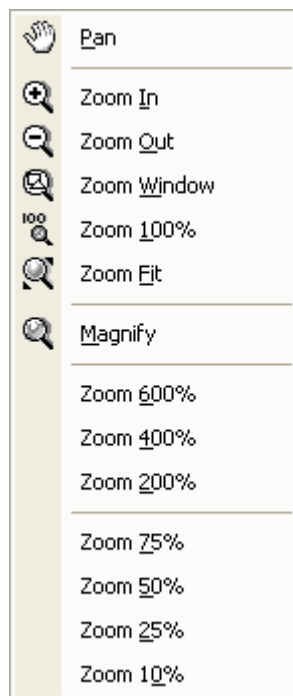 Pan
Zoom In
Zoom Out
Zoom Window
100
Zoom 100%
Zoom Fit
Magnify
Zoom 600%
Zoom 400%
Zoom 200%
Zoom 75%
Zoom 50%
Zoom 25%
Zoom 10%